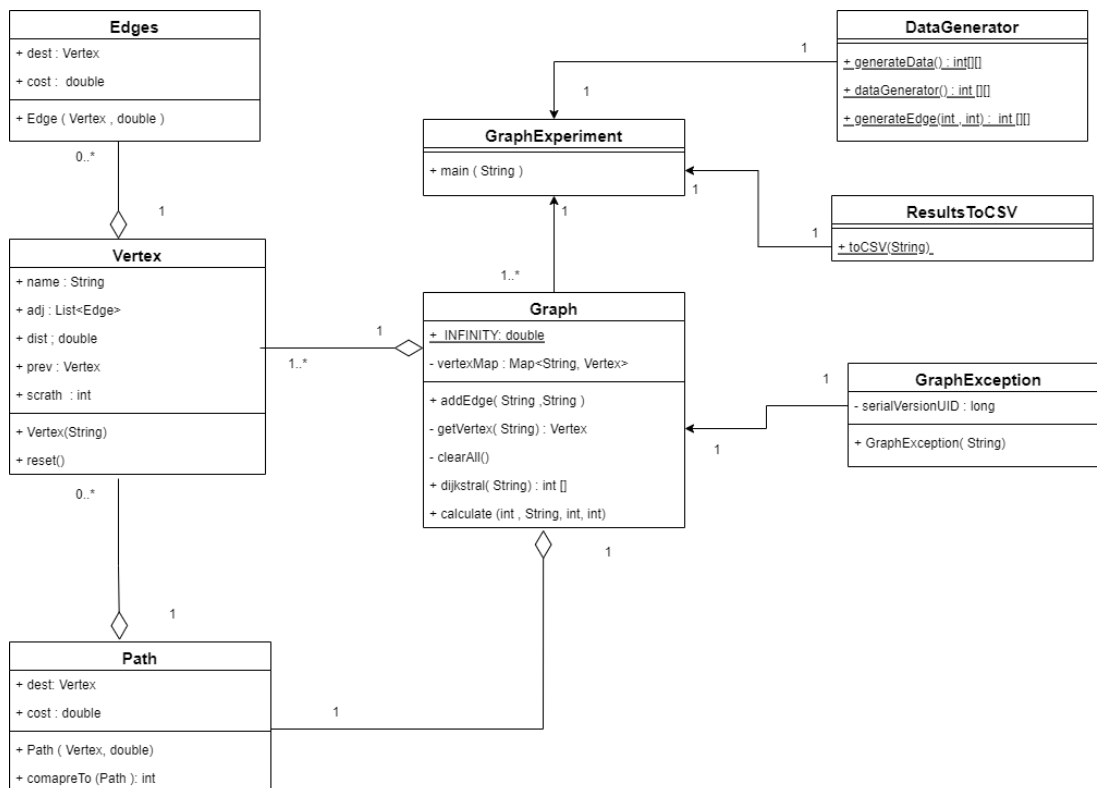 Edges
+ dest : Vertex
+ cost : double
+ Edge ( Vertex , double )
0..*
1
Vertex
+ name : String
+ adj : List<Edge>
+ dist ; double
+ prev : Vertex
+ scrath : int
+ Vertex(String)
+ reset()
0..*
1
Path
+ dest: Vertex
+ cost : double
+ Path ( Vertex, double)
+ comapreTo (Path ): int
1
1
1..*
GraphExperiment
+ main ( String )
1
1..*
Graph
+ INFINITY: double
- vertexMap : Map<String, Vertex>
+ addEdge( String ,String )
- getVertex( String) : Vertex
- clearAll()
+ dijkstral( String) : int []
+ calculate (int , String, int, int)
1
1
1
DataGenerator
+ generateData() : int[][]
+ dataGenerator() : int [][]
+ generateEdge(int , int) : int [][]
1
1
ResultsToCSV
+ toCSV(String)
1
1
GraphException
- serialVersionUID : long
+ GraphException( String)